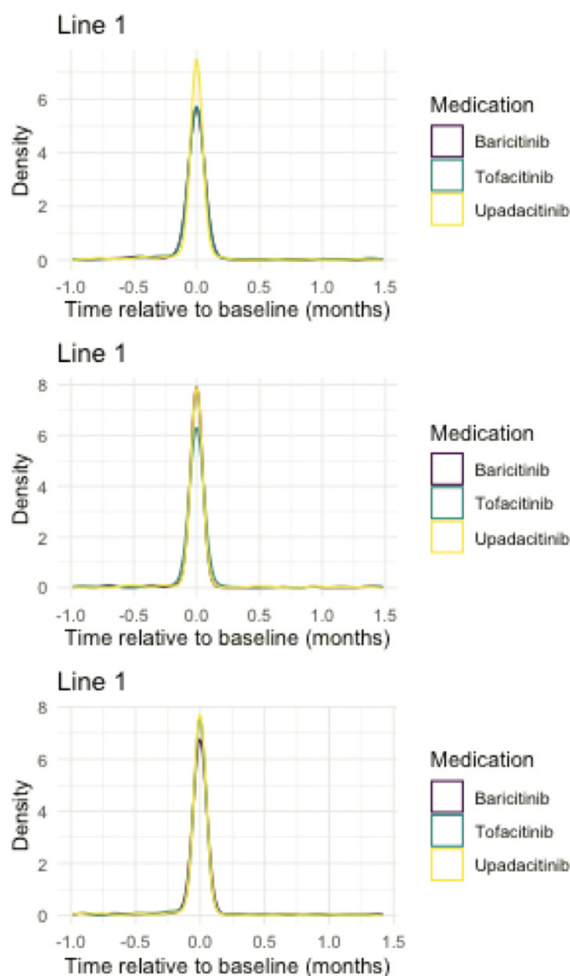 Line 1
Density
6
4
2
0
-1.0 -0.5 0.0 0.5 1.0 1.5
Time relative to baseline (months)
Medication
Baricitinib
Tofacitinib
Upadacitinib
Line 1
Density
8
6
4
2
0
-1.0 -0.5 0.0 0.5 1.0 1.5
Time relative to baseline (months)
Medication
Baricitinib
Tofacitinib
Upadacitinib
Line 1
Density
8
6
4
2
0
-1.0 -0.5 0.0 0.5 1.0 1.5
Time relative to baseline (months)
Medication
Baricitinib
Tofacitinib
Upadacitinib